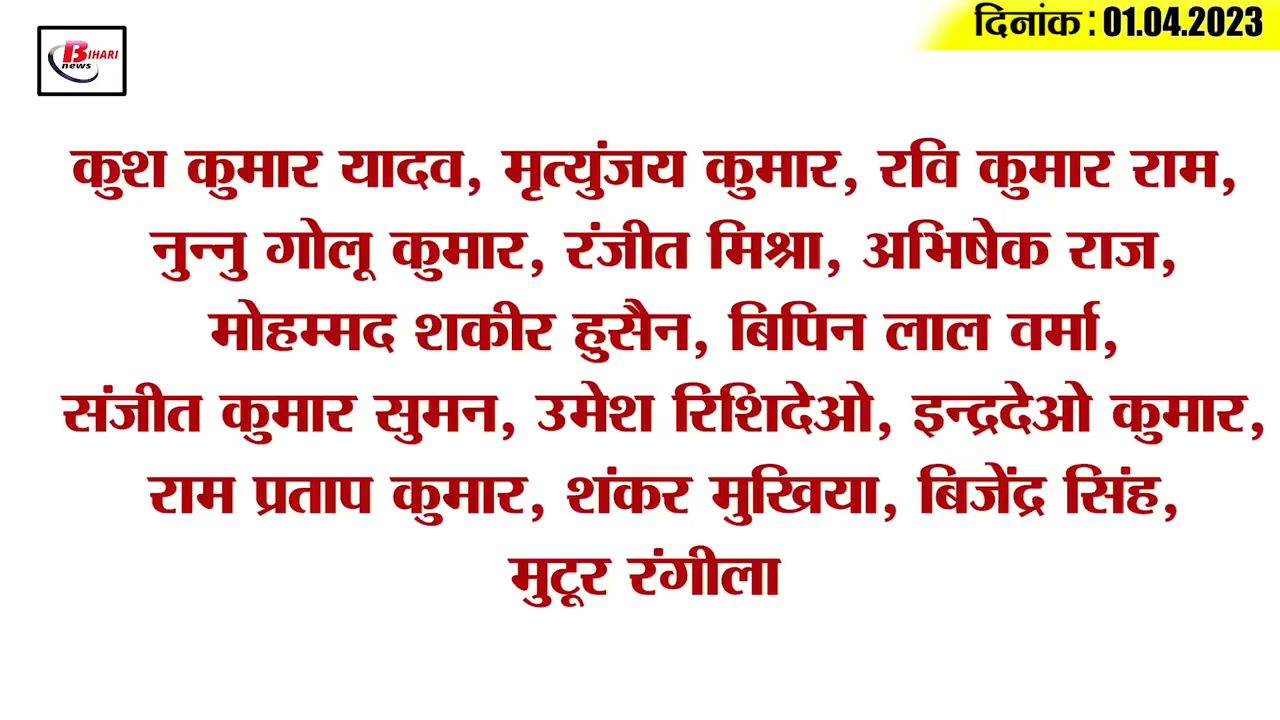 BIHARI
news
दिनांक : 01.04.2023
कुश कुमार यादव, मृत्युंजय कुमार, रवि कुमार राम,
नुन्नु गोलू कुमार, रंजीत मिश्रा, अभिषेक राज,
मोहम्मद शकीर हुसैन, बिपिन लाल वर्मा,
संजीत कुमार सुमन, उमेश रिशिदेओ, इन्द्रदेओ कुमार,
राम प्रताप कुमार, शंकर मुखिया, बिजेंद्र सिंह,
मुटूर रंगीला